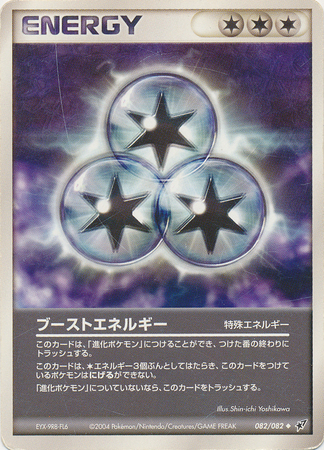 ENERGY
ブーストエネルギー 特殊エネルギー
このカードは、「進化ポケモン」につけることができ、つけた番の終わりに
トラッシュする。
このカードは、✶エネルギー3個ぶんとしてはたらき、このカードをつけて
いるポケモンはにげるができない。
「進化ポケモン」についていないなら、このカードをトラッシュする。
Illus.Shin-ichi Yoshikawa
EYX-9RB-FL6 ©2004 Pokémon/Nintendo/Creatures/GAME FREAK 082/082 ◆